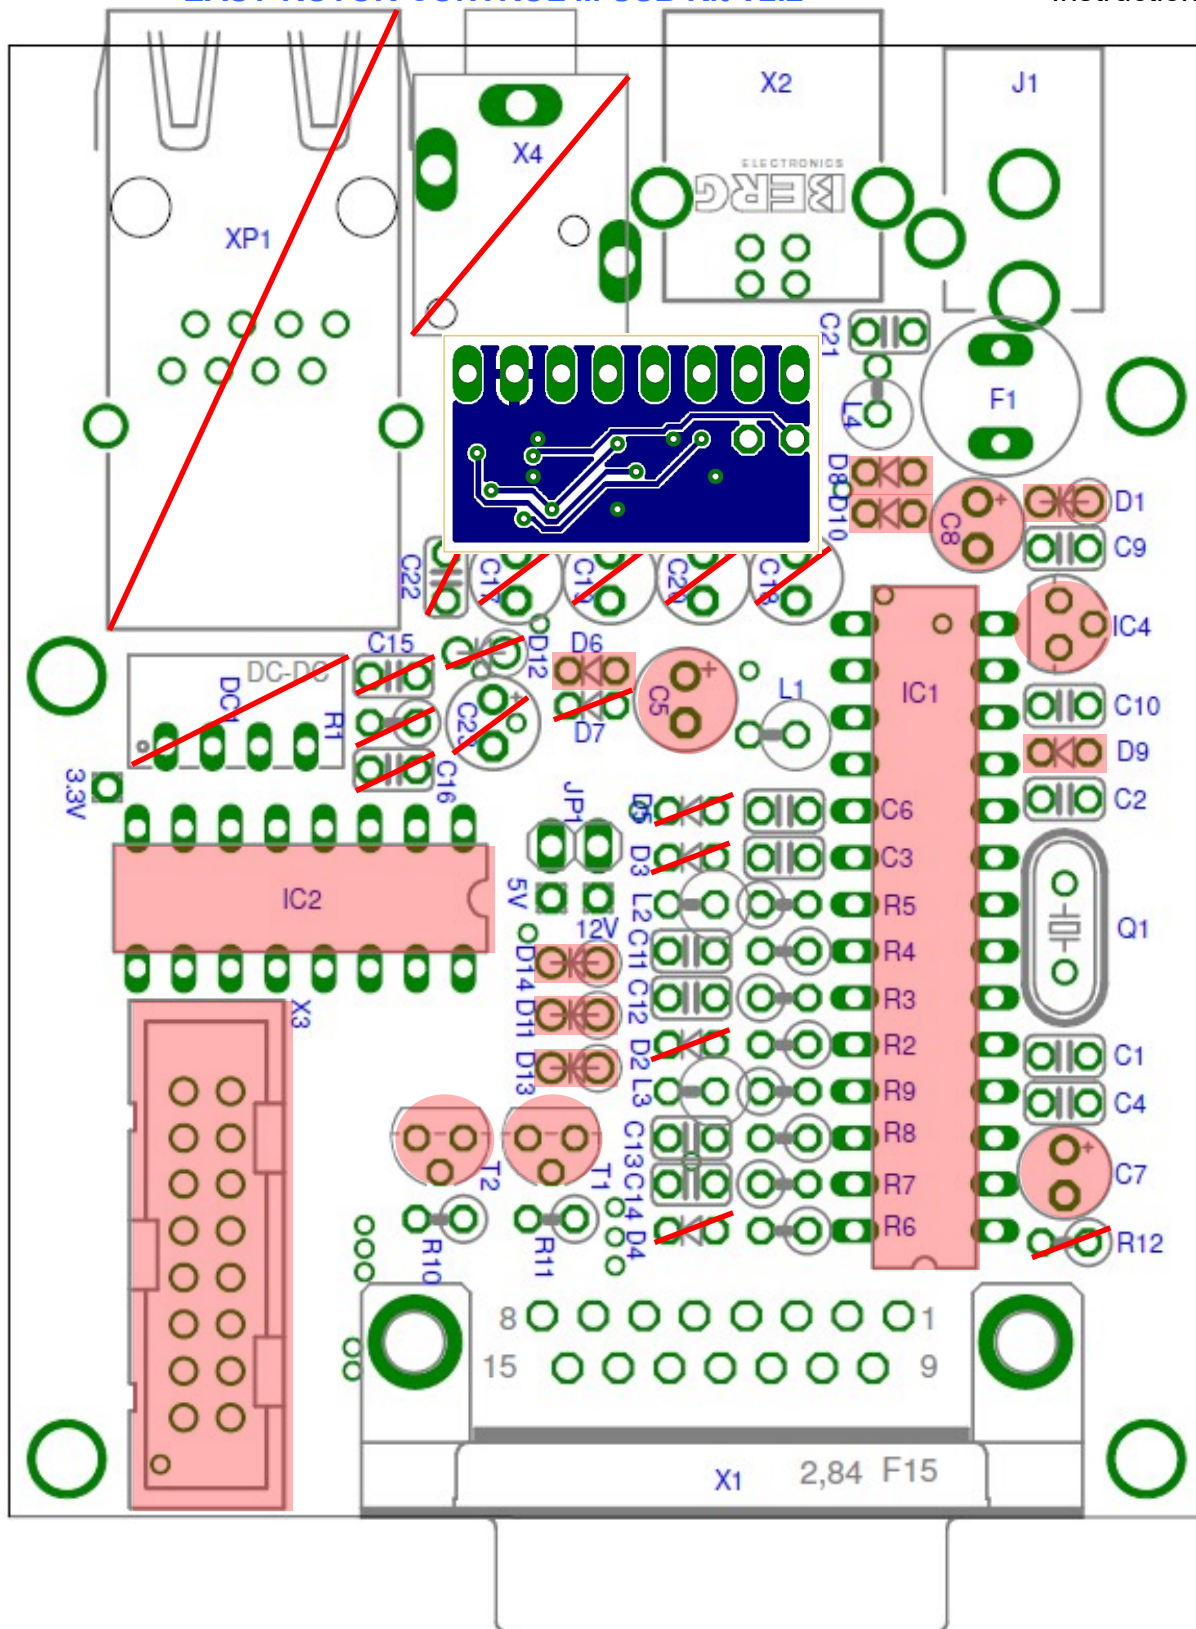 X2
J1
X4
ELECTRONICS
BERG
XP1
C21
F1
L4
D8
D10
D1
C8
C9
C22
C17
C19
C20
C18
IC4
C15
D12
D6
DC-DC
IC1
DC1
R1
C23
C5
L1
C10
D7
D9
3.3V
C16
JP1
D5
C6
C2
D3
C3
IC2
5V
L2
R5
12V
Q1
D14
C11
R4
X3
D11
C12
R3
D2
R2
C1
D13
L3
R9
C4
C13
R8
T2
T1
C7
C14
R7
D4
R6
R12
R10
R11
8
1
15
9
X1
2,84 F15